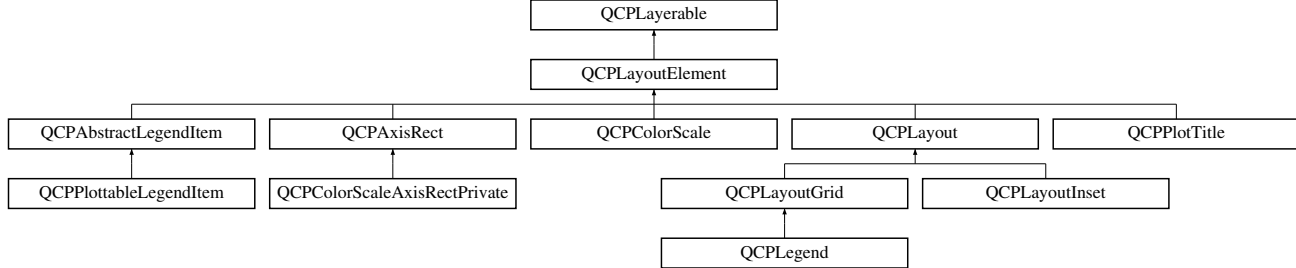 QCPLayerable
QCPLayoutElement
QCPAbstractLegendItem
QCPAxisRect
QCPColorScale
QCPLayout
QCPPlotTitle
QCPPlottableLegendItem
QCPColorScaleAxisRectPrivate
QCPLayoutGrid
QCPLayoutInset
QCPLegend